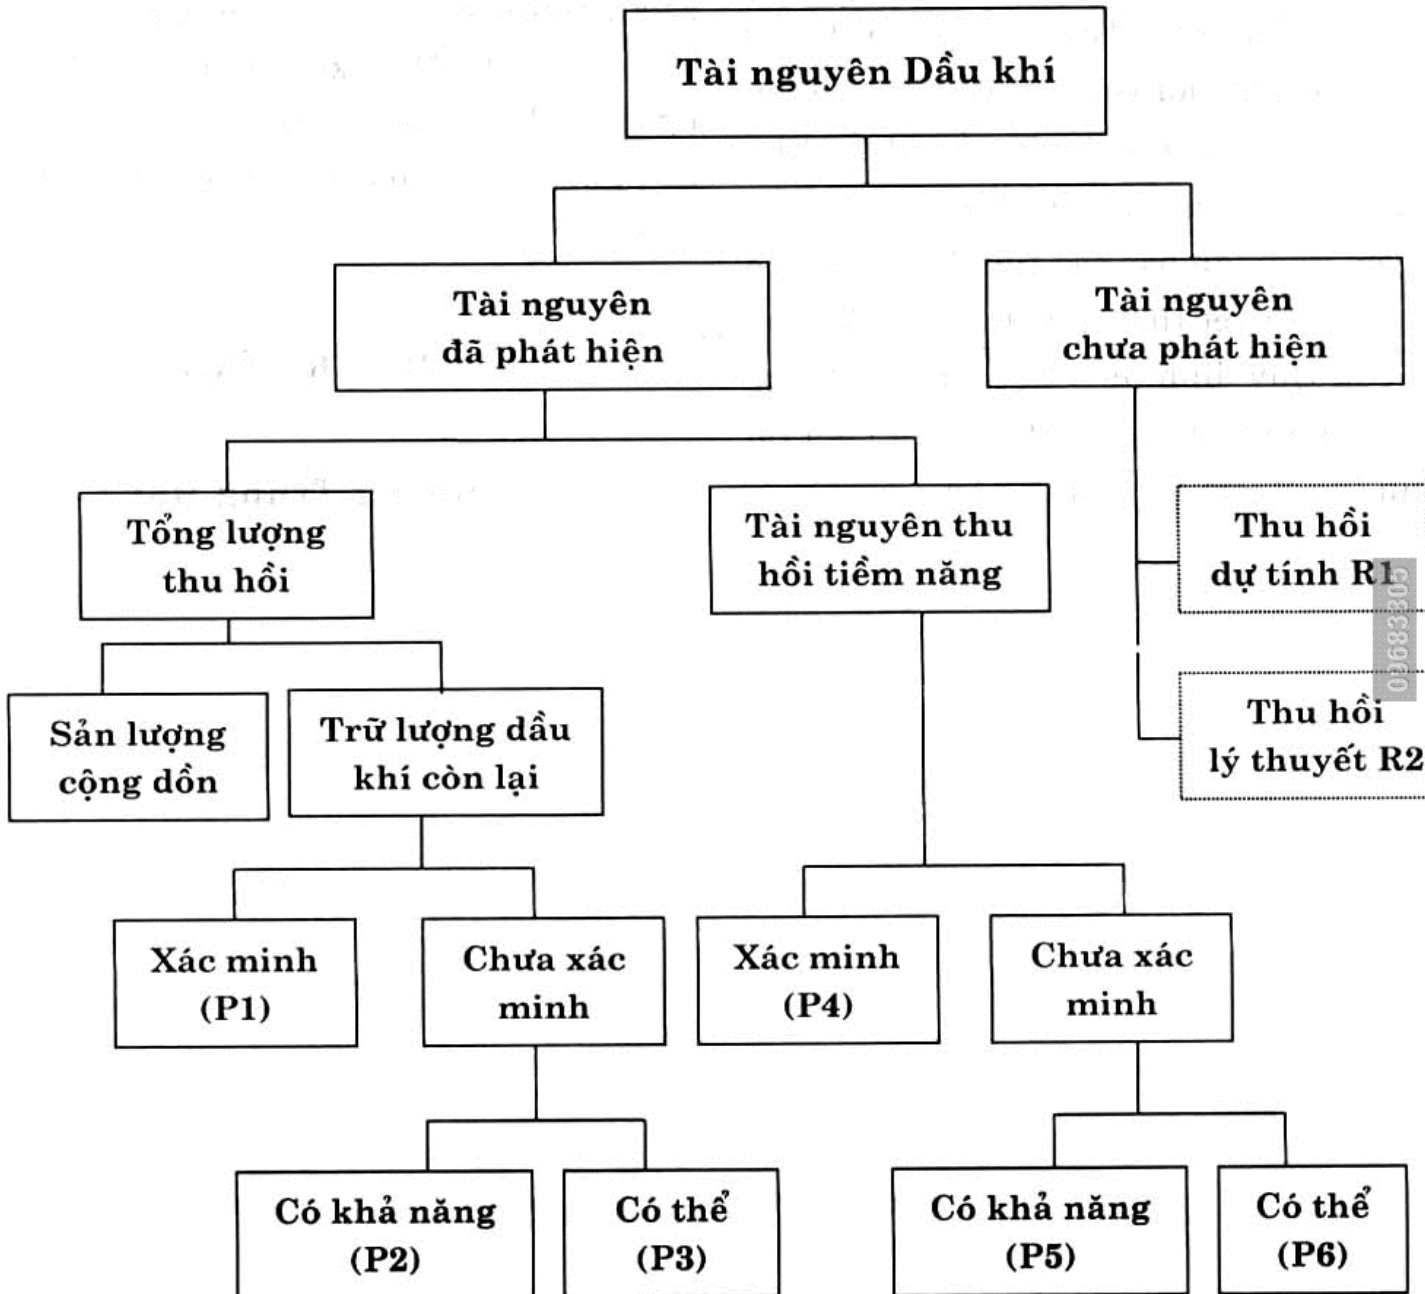 Tài nguyên Dầu khí
Tài nguyên
đã phát hiện
Tài nguyên
chưa phát hiện
Tổng lượng
thu hồi
Tài nguyên thu
hồi tiềm năng
Thu hồi
dự tính R1
Thu hồi
lý thuyết R2
Sản lượng
cộng dồn
Trữ lượng dầu
khí còn lại
Xác minh
(P1)
Chưa xác
minh
Xác minh
(P4)
Chưa xác
minh
Có khả năng
(P2)
Có thể
(P3)
Có khả năng
(P5)
Có thể
(P6)
09683805